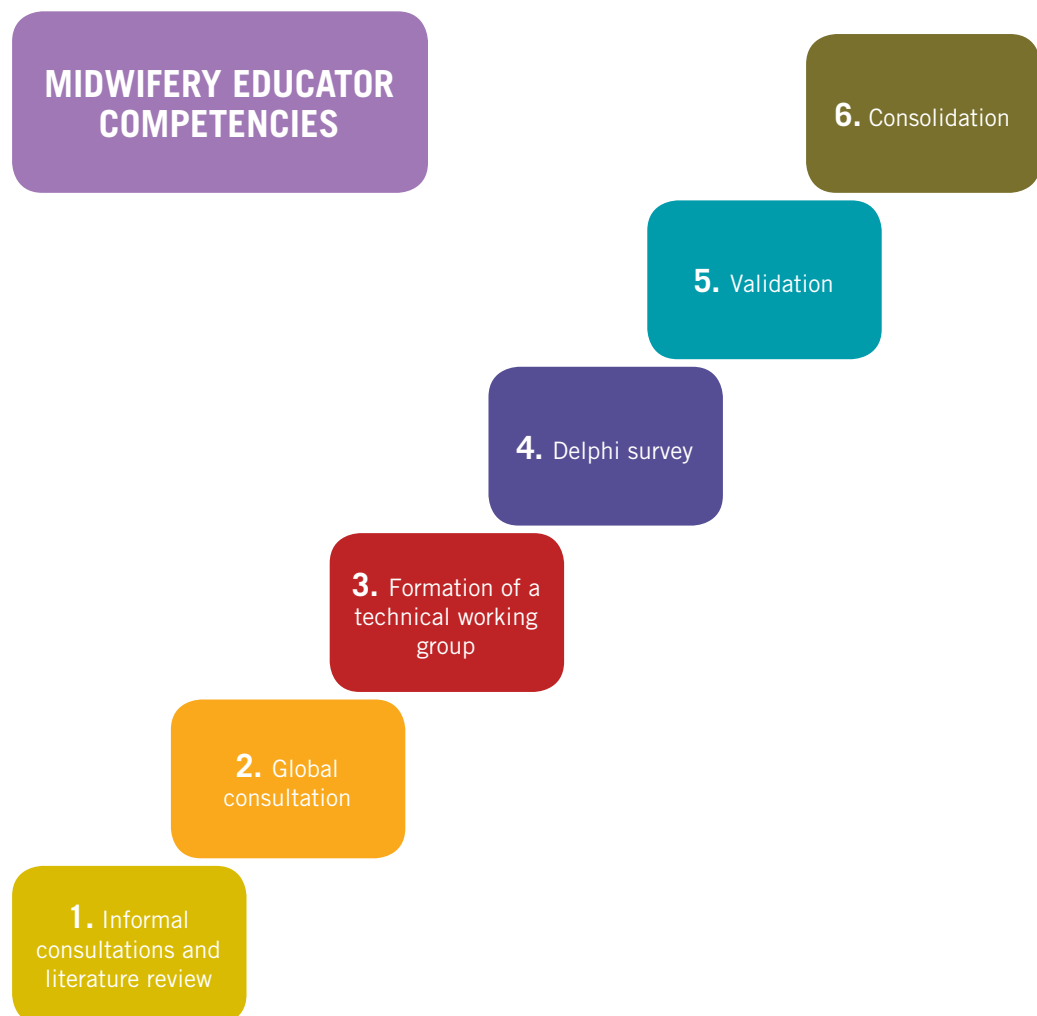 MIDWIFERY EDUCATOR
COMPETENCIES
6. Consolidation
5. Validation
4. Delphi survey
3. Formation of a
technical working
group
2. Global
consultation
1. Informal
consultations and
literature review